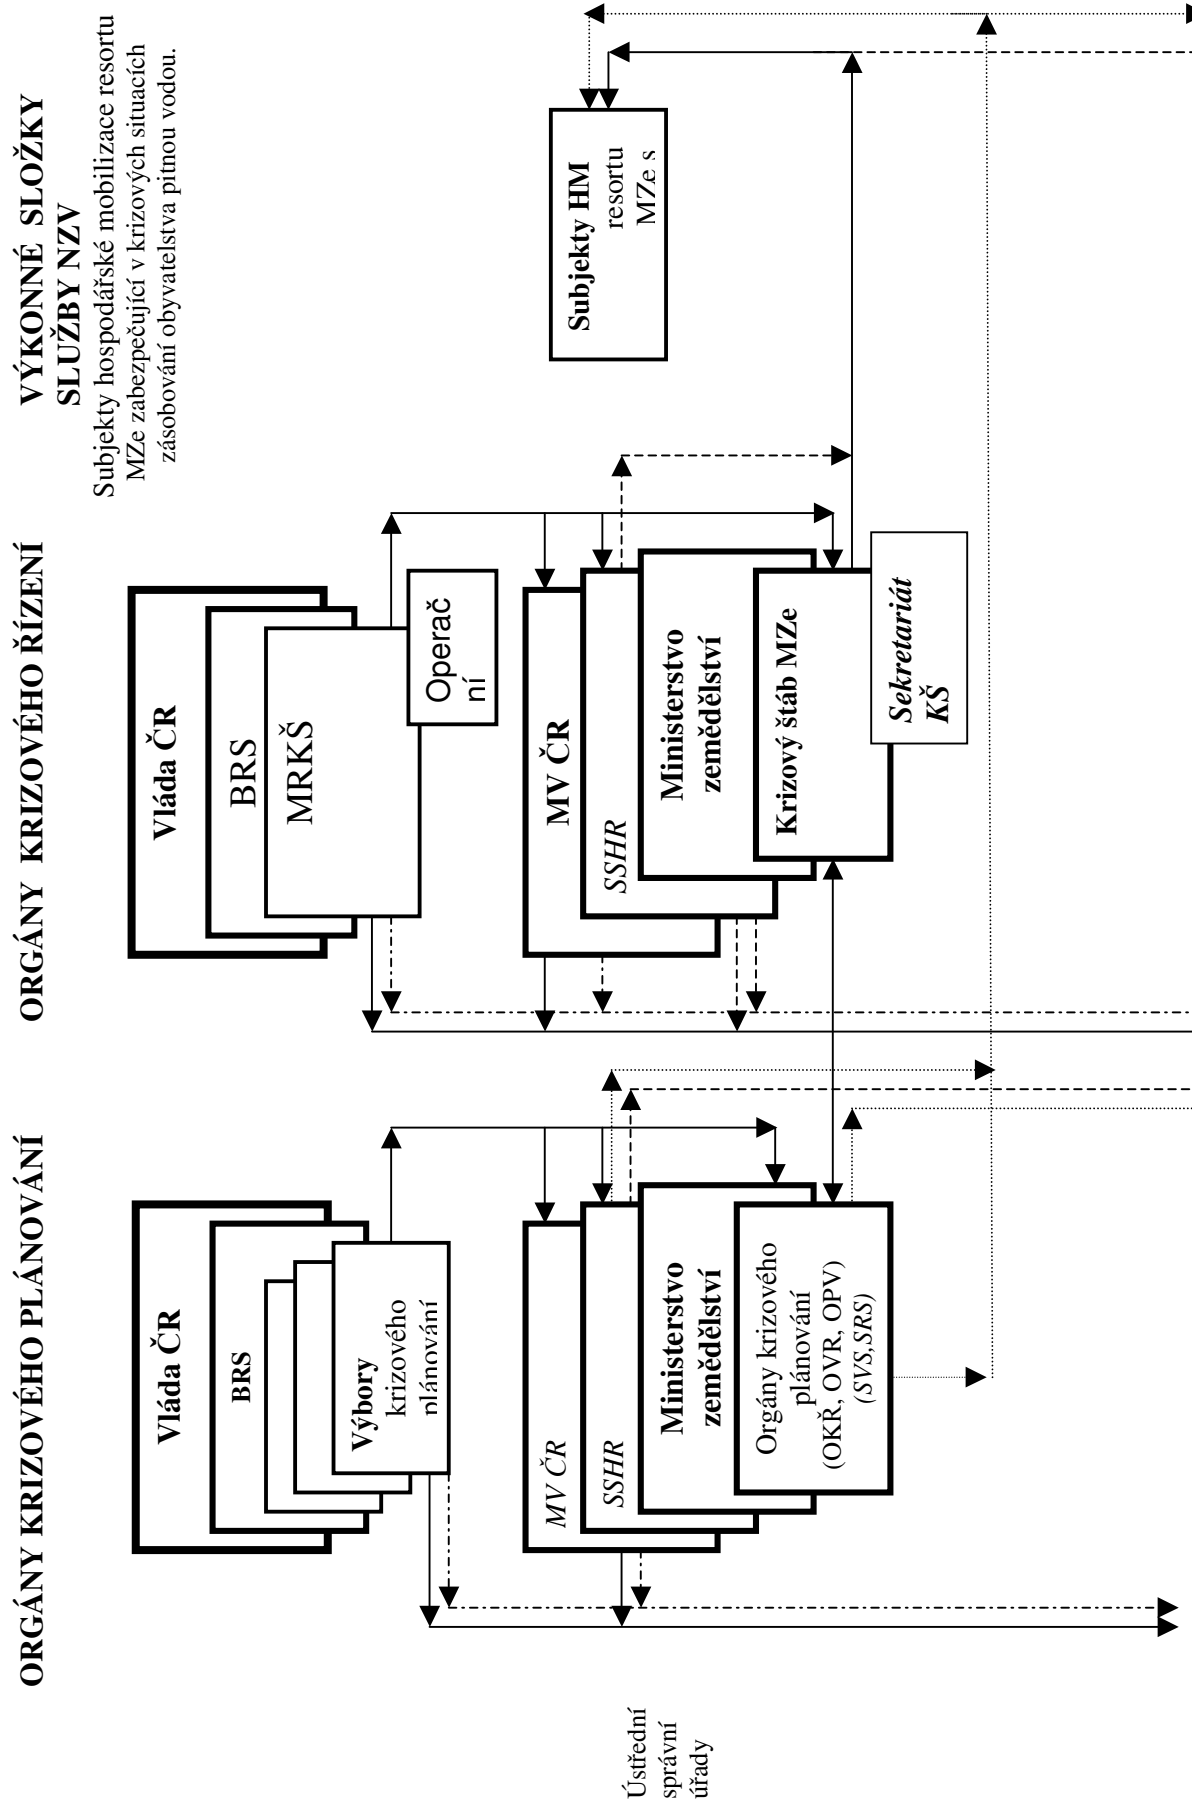 ORGÁNY KRIZOVÉHO PLÁNOVÁNÍ
ORGÁNY KRIZOVÉHO ŘÍZENÍ
VÝKONNÉ SLOŽKY
SLUŽBY NZV
Subjekty hospodářské mobilizace resortu
MZe zabezpečující v krizových situacích
zásobování obyvatelstva pitnou vodou.
Vláda ČR
BRS
Výbory
krizového
plánování
Vláda ČR
BRS
MRKŠ
Operač
ní
Ústřední
správní
úřady
MV ČR
SSHR
Ministerstvo
zemědělství
Orgány krizového
plánování
(OKŘ, OVR, OPV)
(SVS,SRS)
MV ČR
SSHR
Ministerstvo
zemědělství
Krizový štáb MZe
Sekretariát
KŠ
Subjekty HM
resortu
MZe s